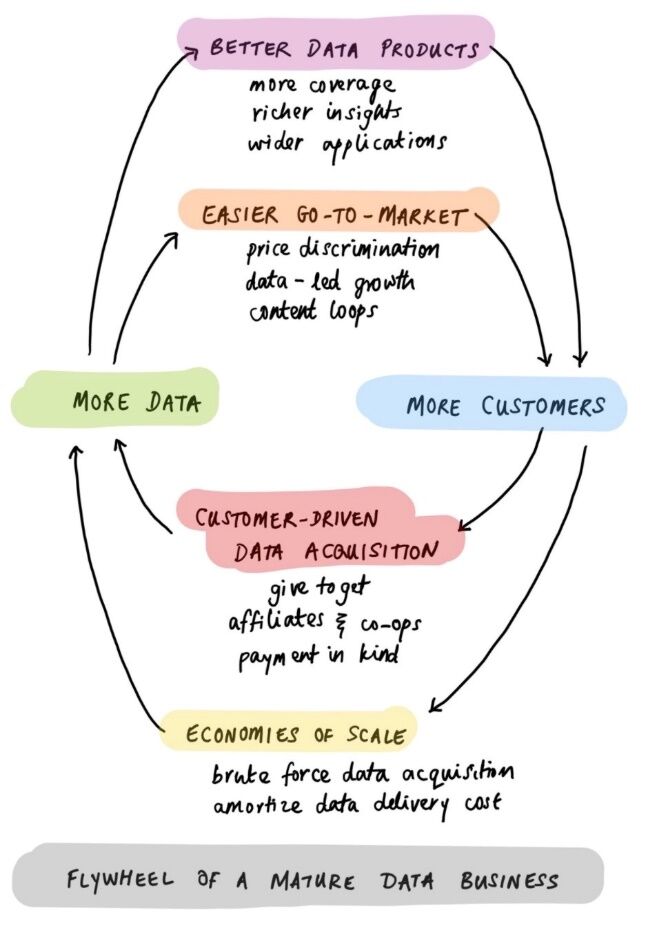 BETTER DATA PRODUCTS
more coverage
richer insights
wider applications
EASIER GO-TO-MARKET
price discrimination
data-led growth
content loops
MORE DATA
MORE CUSTOMERS
CUSTOMER-DRIVEN
DATA ACQUISITION
give to get
affiliates & co-ops
payment in kind
ECONOMIES OF SCALE
brute force data acquisition
amortize data delivery cost
FLYWHEEL OF A MATURE DATA BUSINESS